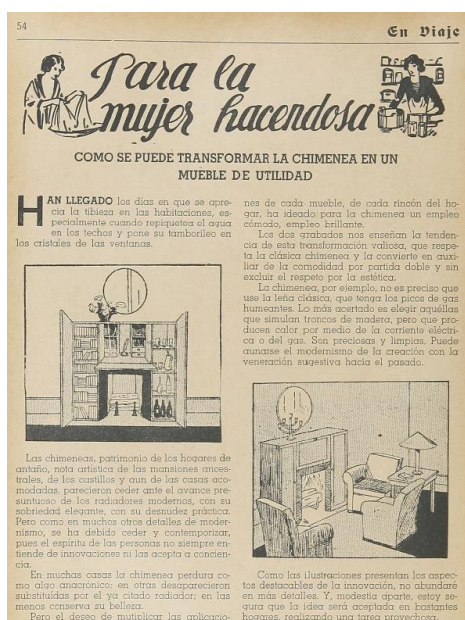 54
En Viaje
Para la
mujer hacendosa
COMO SE PUEDE TRANSFORMAR LA CHIMENEA EN UN
MUEBLE DE UTILIDAD
HAN LLEGADO los días en que se apre-
cia la tibieza en las habitaciones, es-
pecialmente cuando repiquetea el agua
en los techos y pone su tamborileo en
los cristales de las ventanas.
Las chimeneas, patrimonio de los hogares de
antaño, nota artística de las mansiones ances-
trales, de los castillos y aun de las casas aco-
modadas, parecieron ceder ante el avance pre-
suntuoso de los radiadores modernos, con su
sobriedad elegante, con su desnudez práctica.
Pero como en muchos otros detalles de moder-
nismo, se ha debido ceder y contemporizar,
pues el espíritu de las personas no siempre en-
tiende de innovaciones ni las acepta a concien-
cia.
En muchas casas la chimenea perdura co-
mo algo anacrónico; en otras desaparecieron
substituídas por el ya citado radiador; en las
menos conserva su belleza.
Pero el deseo de mutiplicar las aplicacio-
nes de cada mueble, de cada rincón del ho-
gar, ha ideado para la chimenea un empleo
cómodo, empleo brillante.
Los dos grabados nos enseñan la tenden-
cia de esta transformación valiosa, que respe-
ta la clásica chimenea y la convierte en auxi-
liar de la comodidad por partida doble y sin
excluir el respeto por la estética.
La chimenea, por ejemplo, no es preciso que
use la leña clásica, que tenga los picos de gas
humeantes. Lo más acertado es elegir aquéllas
que simulan troncos de madera, pero que pro-
ducen calor por medio de la corriente eléctri-
ca o del gas. Son preciosas y limpias. Puede
aunarse el modernismo de la creación con la
veneración sugestiva hacia el pasado.
Como las ilustraciones presentan los aspec-
tos destacables de la innovación, no abundaré
en más detalles. Y, modestia aparte, estoy se-
gura que la idea será aceptada en bastantes
hogares, realizando una tarea provechosa.